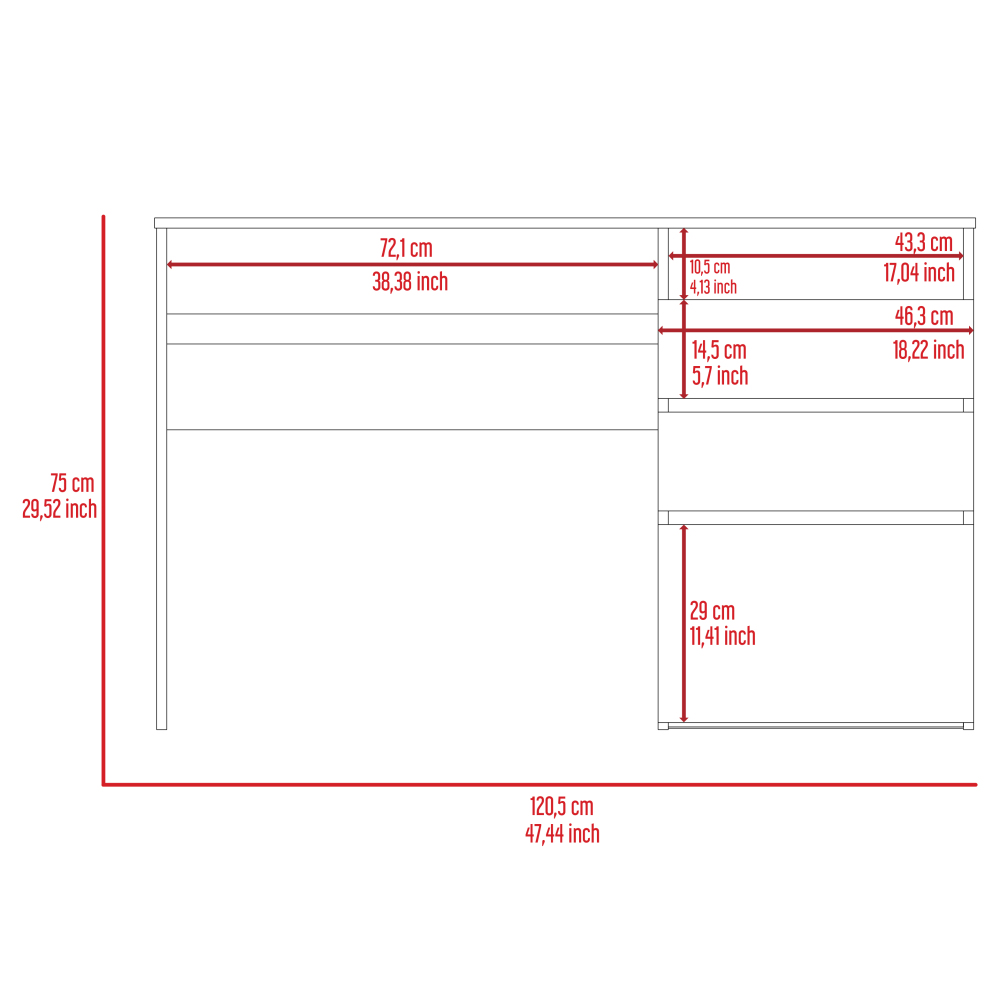 72,1 cm
38,38 inch
43,3 cm
17,04 inch
10,5 cm
4,13 inch
46,3 cm
18,22 inch
14,5 cm
5,7 inch
75 cm
29,52 inch
29 cm
11,41 inch
120,5 cm
47,44 inch